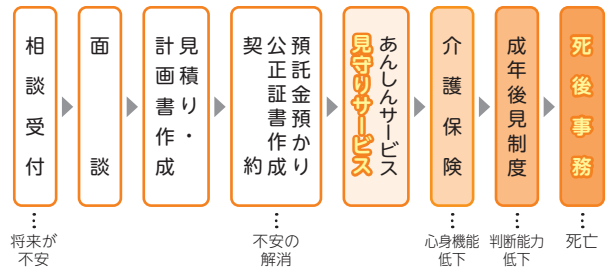 相談受付
面談
見積り・
計画書作成
預託金預かり
公正証書作成
契約
あんしんサービス
見守りサービス
介護保険
成年後見制度
死後事務
将来が
不安
不安の
解消
心身機能
低下
判断能力
低下
死亡